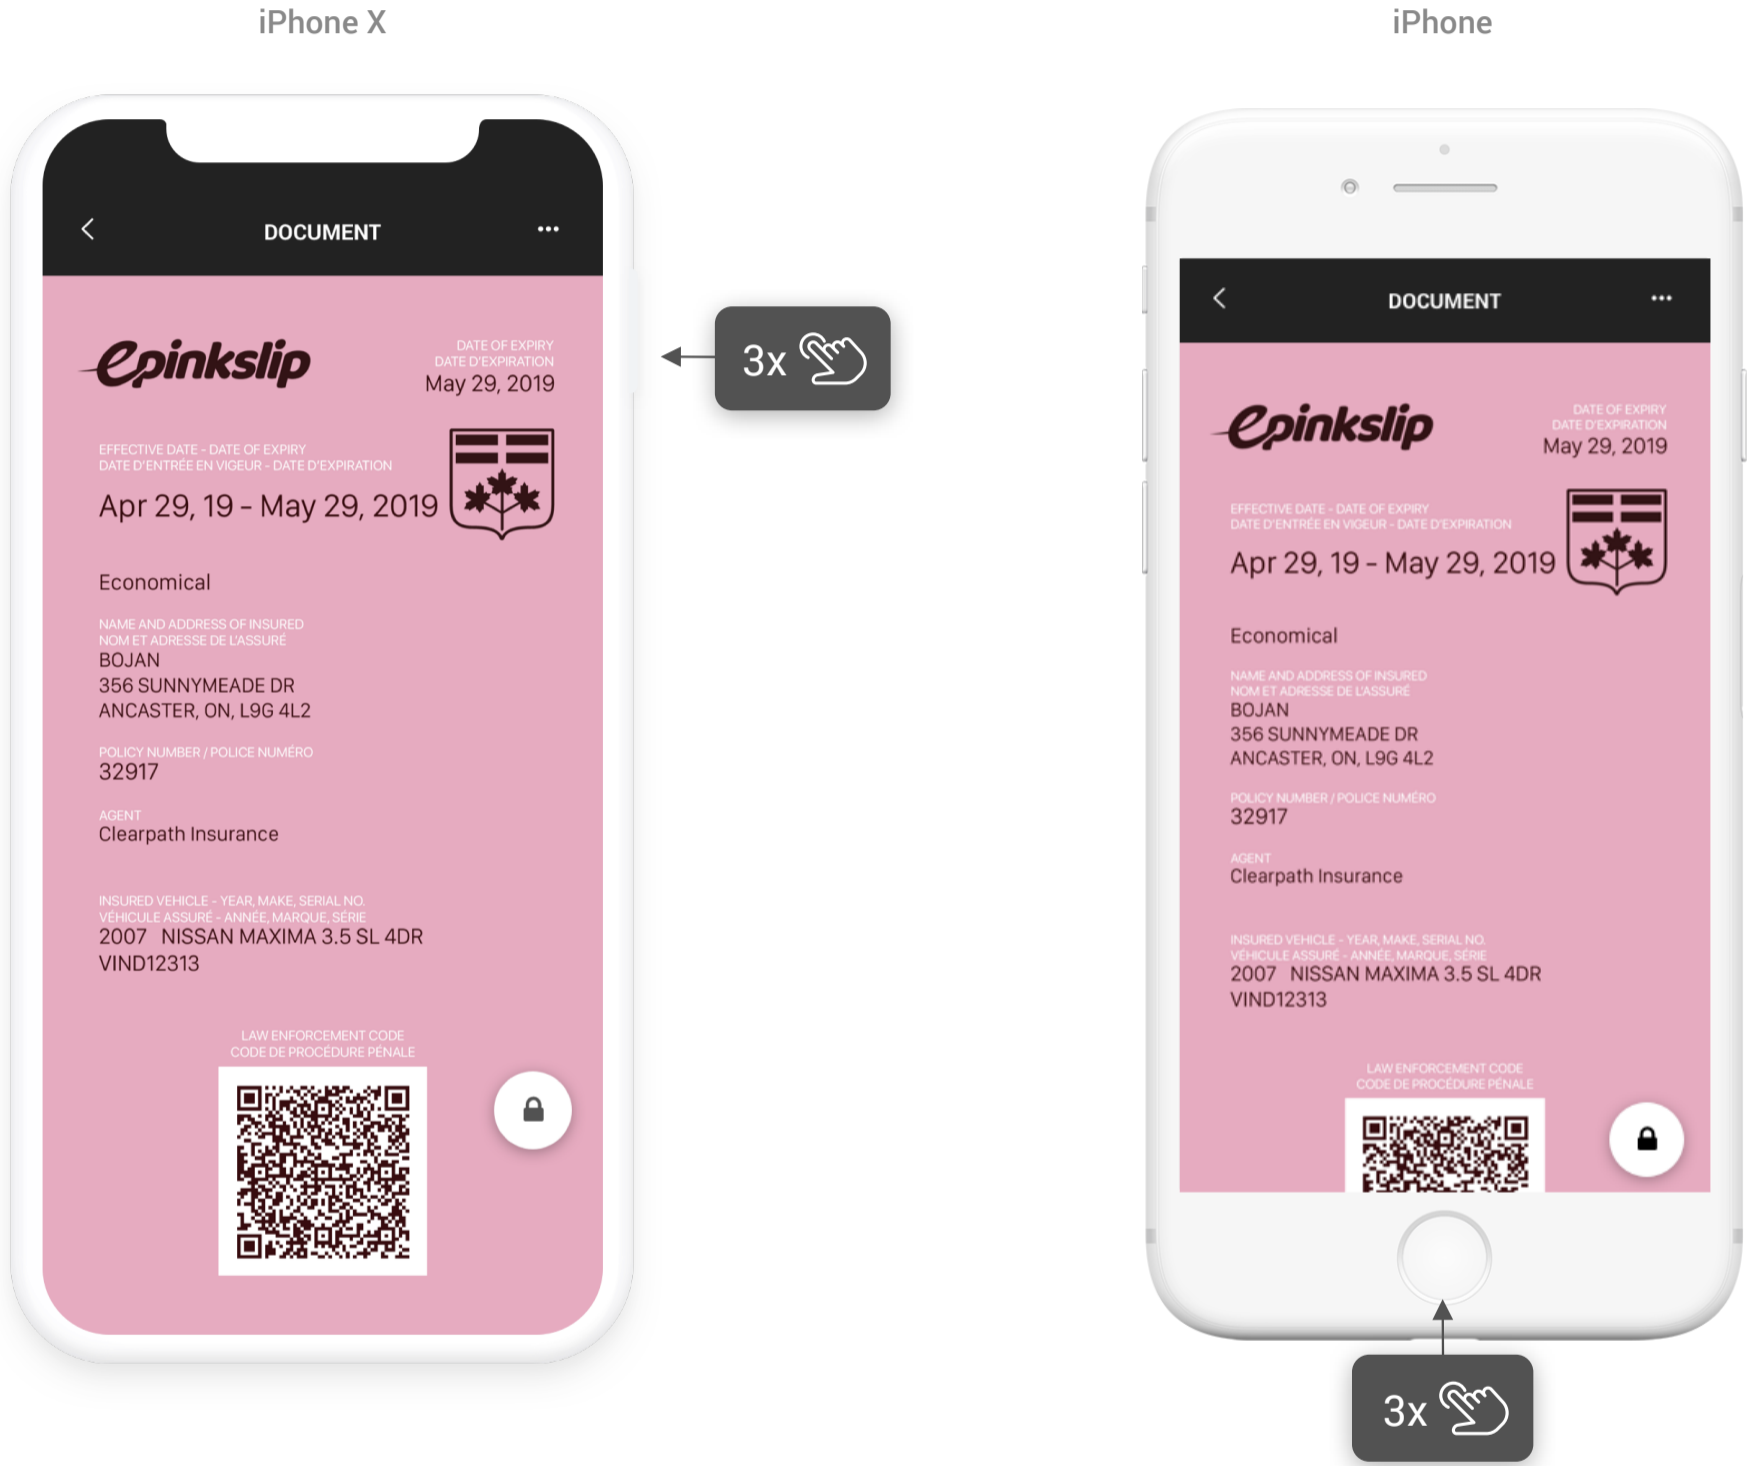 iPhone X
DOCUMENT
epinkslip
DATE OF EXPIRY
DATE D'EXPIRATION
May 29, 2019
EFFECTIVE DATE - DATE OF EXPIRY
DATE D'ENTRÉE EN VIGEUR - DATE D'EXPIRATION
Apr 29, 19 - May 29, 2019
Economical
NAME AND ADDRESS OF INSURED
NOM ET ADRESSE DE L'ASSURÉ
BOJAN
356 SUNNYMEADE DR
ANCASTER, ON, L9G 4L2
POLICY NUMBER / POLICE NUMÉRO
32917
AGENT
Clearpath Insurance
INSURED VEHICLE - YEAR, MAKE, SERIAL NO.
VÉHICULE ASSURÉ - ANNÉE, MARQUE, SÉRIE
2007 NISSAN MAXIMA 3.5 SL 4DR
VIND12313
LAW ENFORCEMENT CODE
CODE DE PROCÉDURE PÉNALE
3x
iPhone
DOCUMENT
epinkslip
DATE OF EXPIRY
DATE D'EXPIRATION
May 29, 2019
EFFECTIVE DATE - DATE OF EXPIRY
DATE D'ENTRÉE EN VIGEUR - DATE D'EXPIRATION
Apr 29, 19 - May 29, 2019
Economical
NAME AND ADDRESS OF INSURED
NOM ET ADRESSE DE L'ASSURÉ
BOJAN
356 SUNNYMEADE DR
ANCASTER, ON, L9G 4L2
POLICY NUMBER / POLICE NUMÉRO
32917
AGENT
Clearpath Insurance
INSURED VEHICLE - YEAR, MAKE, SERIAL NO.
VÉHICULE ASSURÉ - ANNÉE, MARQUE, SÉRIE
2007 NISSAN MAXIMA 3.5 SL 4DR
VIND12313
LAW ENFORCEMENT CODE
CODE DE PROCÉDURE PÉNALE
3x